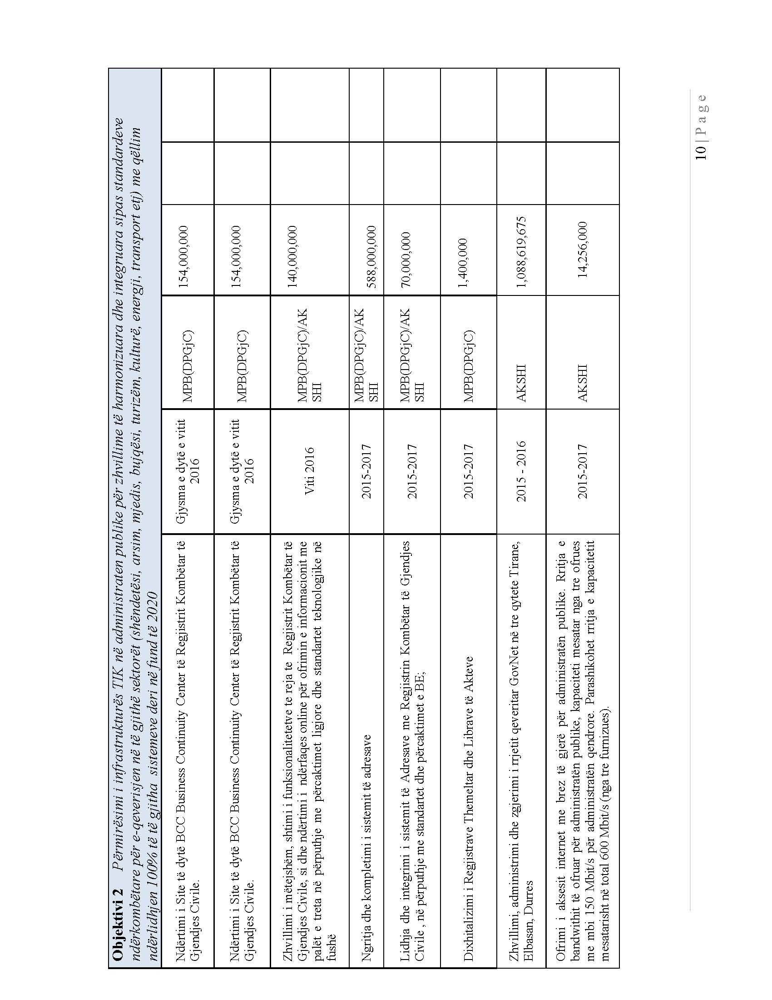 Objektivi 2 Përmirësimi i infrastrukturës TIK në administraten publike për zhvillime të harmonizuara dhe integruara sipas standardeve
ndërkombëtare për e-qeverisjen në të gjithë sektorët (shëndetësi, arsim, mjedis, bujqësi, turizëm, kulturë, energji, transport etj) me qëllim
ndërlidhjen 100% të të gjitha sistemeve deri në fund të 2020
Ndërtimi i Site të dytë BCC Business Continuity Center të Regjistrit Kombëtar të
Gjendjes Civile.
Gjysma e dytë e vitit
2016
MPB(DPGjC)
154,000,000
Ndërtimi i Site të dytë BCC Business Continuity Center të Regjistrit Kombëtar të
Gjendjes Civile.
Gjysma e dytë e vitit
2016
MPB(DPGjC)
154,000,000
Zhvillimi i mëtejshëm, shtimi i funksionalitetetve te reja te Regjistrit Kombëtar të
Gjendjes Civile, si dhe ndërtimi i ndërfaqes online për ofrimin e informacionit me
palët e treta në përputhje me përcaktimet ligjore dhe standartet teknologjike në
fushë
Viti 2016
MPB(DPGjC)/AK
SHI
140,000,000
Ngritja dhe kompletimi i sistemit të adresave
2015-2017
MPB(DPGjC)/AK
SHI
588,000,000
Lidhja dhe integrimi i sistemit të Adresave me Regjistrin Kombëtar të Gjendjes
Civile , në përputhje me standartet dhe përcaktimet e BE;
2015-2017
MPB(DPGjC)/AK
SHI
70,000,000
Dixhitalizimi i Regjistrave Themeltar dhe Librave të Akteve
2015-2017
MPB(DPGjC)
1,400,000
Zhvillimi, administrimi dhe zgjerimi i rrjetit qeveritar GovNet në tre qytete Tirane,
Elbasan, Durres
2015 - 2016
AKSHI
1,088,619,675
Ofrimi i aksesit internet me brez të gjerë për administratën publike. Rritja e
bandwithit të ofruar për administratën publike, kapaciteti mesatar nga tre ofrues
me mbi 150 Mbit/s për administratën qendrore. Parashikohet rritja e kapacitetit
mesatarisht në total 600 Mbit/s (nga tre furnizues).
2015-2017
AKSHI
14,256,000
10 | P a g e